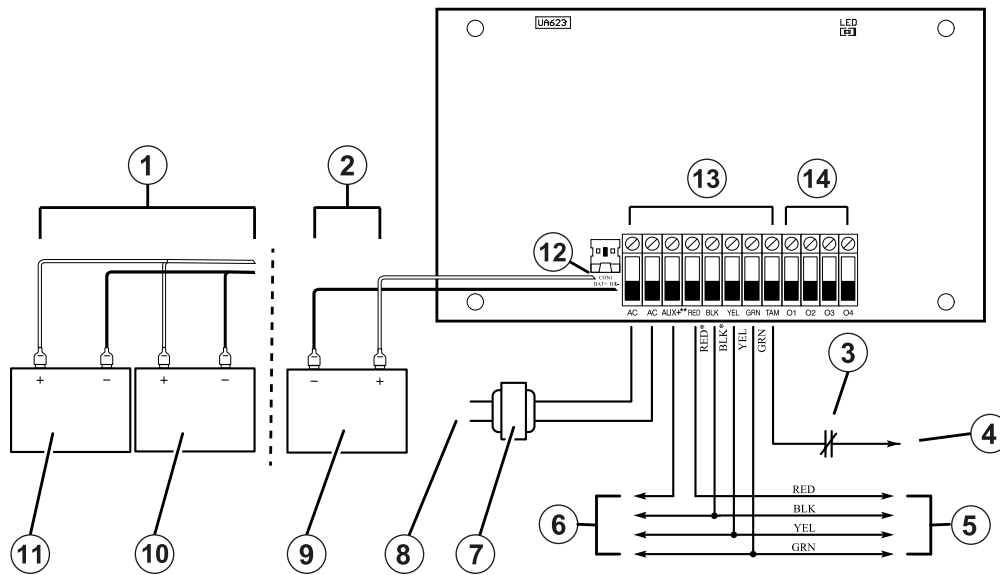 UA623
LED
1
2
13
14
12
CON1
BAT+ BAT-
AC AC AUX+** RED BLK YEL GRN TAM O1 O2 O3 O4
RED*
BLK*
YEL
GRN
3
4
+ − + −
− +
RED
BLK
YEL
GRN
11
10
9
8
7
6
5